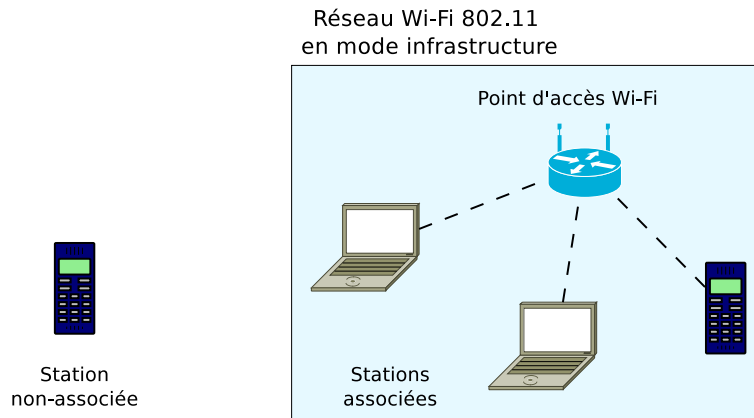 Réseau Wi-Fi 802.11
en mode infrastructure
Point d'accès Wi-Fi
Station
non-associée
Stations
associées